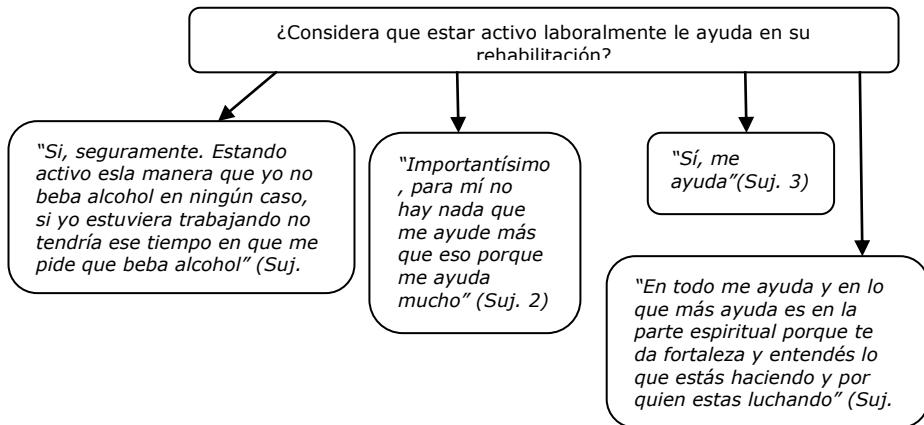 ¿Considera que estar activo laboralmente le ayuda en su
rehabilitación?
“Si, seguramente. Estando
activo esla manera que yo no
beba alcohol en ningún caso,
si yo estuviera trabajando no
tendría ese tiempo en que me
pide que beba alcohol” (Suj.
“Importantísimo
, para mí no
hay nada que
me ayude más
que eso porque
me ayuda
mucho” (Suj. 2)
“Sí, me
ayuda”(Suj. 3)
“En todo me ayuda y en lo
que más ayuda es en la
parte espiritual porque te
da fortaleza y entendés lo
que estás haciendo y por
quien estas luchando” (Suj.